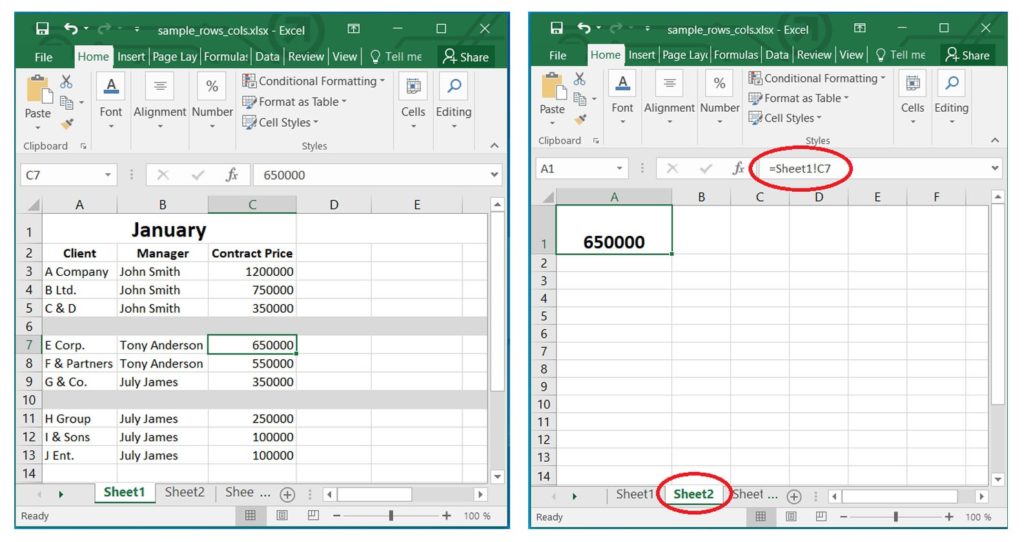 sample_rows_cols.xlsx - Excel
File Home Insert Page Lay Formula: Data Review View Tell me Share
Paste Font Alignment Number Conditional Formatting Format as Table Cell Styles Cells Editing
Clipboard Styles
C7 fx 650000
A B C D E
1 January
2 Client Manager Contract Price
3 A Company John Smith 1200000
4 B Ltd. John Smith 750000
5 C & D John Smith 350000
6
7 E Corp. Tony Anderson 650000
8 F & Partners Tony Anderson 550000
9 G & Co. July James 350000
10
11 H Group July James 250000
12 I & Sons July James 100000
13 J Ent. July James 100000
14
Sheet1 Sheet2 Shee ...
Ready 100 %
sample_rows_cols.xlsx - Excel
File Home Insert Page Layo Formulas Data Review View Tell me Share
Paste Font Alignment Number Conditional Formatting Format as Table Cell Styles Cells Editing
Clipboard Styles
A1 fx =Sheet1!C7
A B C D E F
1 650000
2
3
4
5
6
7
8
9
10
11
12
13
14
Sheet1 Sheet2 Sheet ...
Ready 100 %